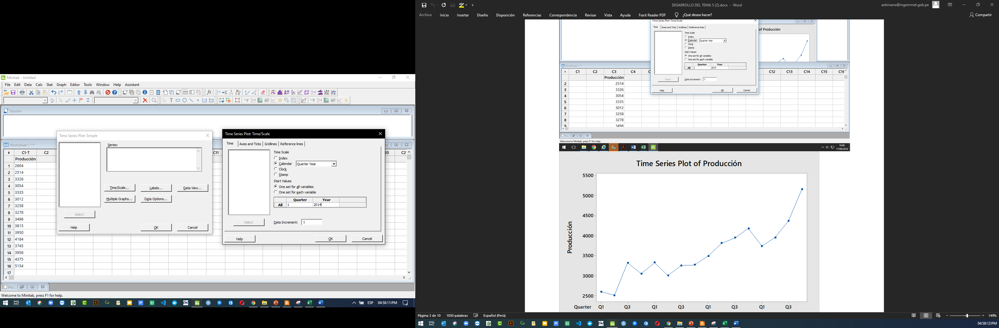 Minitab - Untitled
File Edit Data Calc Stat Graph Editor Tools Window Help Assistant
Session
Time Series Plot: Simple
Series:
Time/Scale... Labels... Data View...
Multiple Graphs... Data Options...
Select
Help OK Cancel
Time Series Plot: Time/Scale
Time Axes and Ticks Gridlines Reference lines
Time Scale
Index
Calendar Quarter Year
Clock
Stamp
Start Values
One set for all variables
One set for each variable
Quarter Year
All 1 2014
Select Data Increment: 1
Help OK Cancel
Worksheet 1 ***
C1-T C2 C11 20 C2
Producción
1 2604
2 2514
3 3326
4 3054
5 3335
6 3012
7 3258
8 3278
9 3498
10 3815
11 3950
12 4184
13 3745
14 3956
15 4375
16 5154
17
Pro...
Welcome to Minitab, press F1 for help.
ESP 04:58:11:PM
DESARROLLO DEL TEMA 5 (2).docx - Word
aotiniano@ingemmet.gob.pe
Archivo Inicio Insertar Diseño Disposición Referencias Correspondencia Revisar Vista Ayuda Foxit Reader PDF ¿Qué desea hacer? Compartir
Time Series Plot: Time/Scale
Time Axes and Ticks Gridlines Reference lines
Time Scale
Index
Calendar Quarter Year
Clock
Stamp
Start Values
One set for all variables
One set for each variable
Quarter Year
All 1 2014
Select Data Increment: 1
Help OK Cancel
of Producción
Worksheet 1 ***
C1 C2 C3 C4 C C12 C13 C14 C15 C16
Producción
2 2514
3 3326
4 3054
5 3335
6 3012
7 3258
8 3278
9 3498
Pro...
Welcome to Minitab, press F1 for help.
16:08
17/09/2018
Time Series Plot of Producción
Producción
5500
5000
4500
4000
3500
3000
2500
Quarter Q1 Q3 Q1 Q3 Q1 Q3 Q1 Q3
Página 3 de 10 1030 palabras Español (Perú) 149%
04:58:12:PM